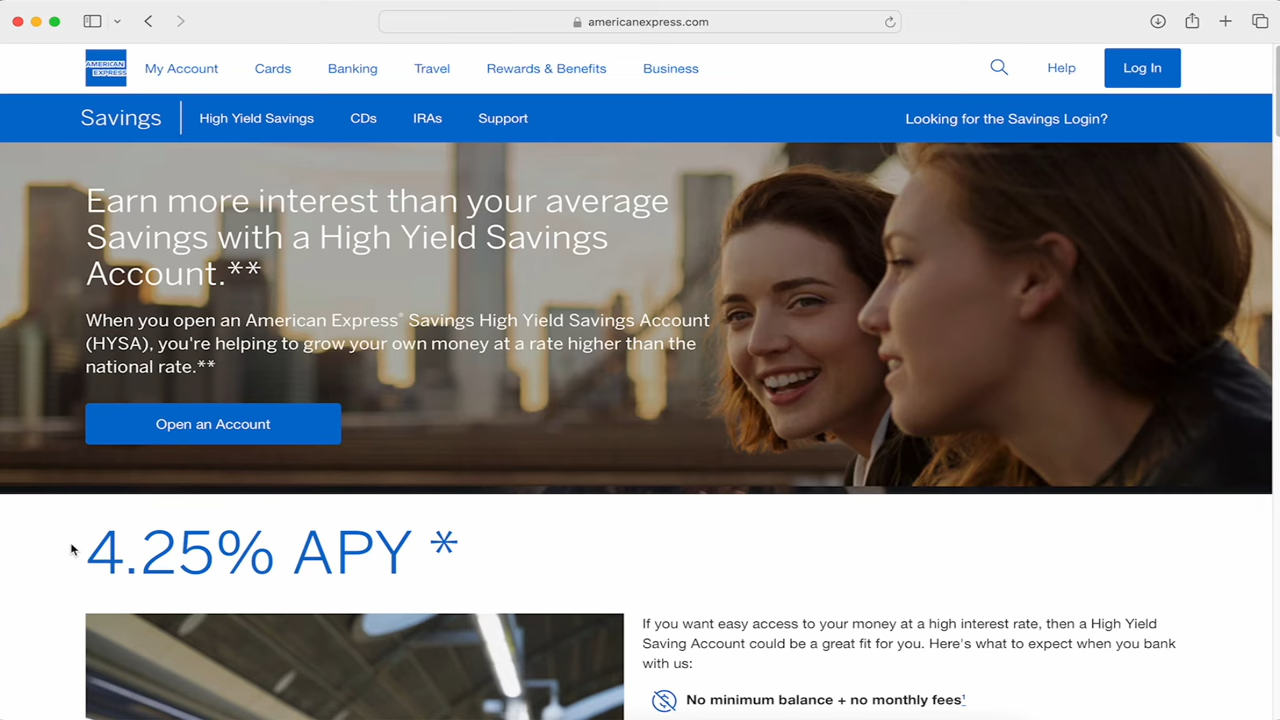 americanexpress.com
AMERICAN
EXPRESS
My Account
Cards
Banking
Travel
Rewards & Benefits
Business
Help
Log In
Savings
High Yield Savings
CDs
IRAs
Support
Looking for the Savings Login?
Earn more interest than your average
Savings with a High Yield Savings
Account.**
When you open an American Express® Savings High Yield Savings Account
(HYSA), you're helping to grow your own money at a rate higher than the
national rate.**
Open an Account
4.25% APY *
If you want easy access to your money at a high interest rate, then a High Yield
Saving Account could be a great fit for you. Here's what to expect when you bank
with us:
No minimum balance + no monthly fees¹